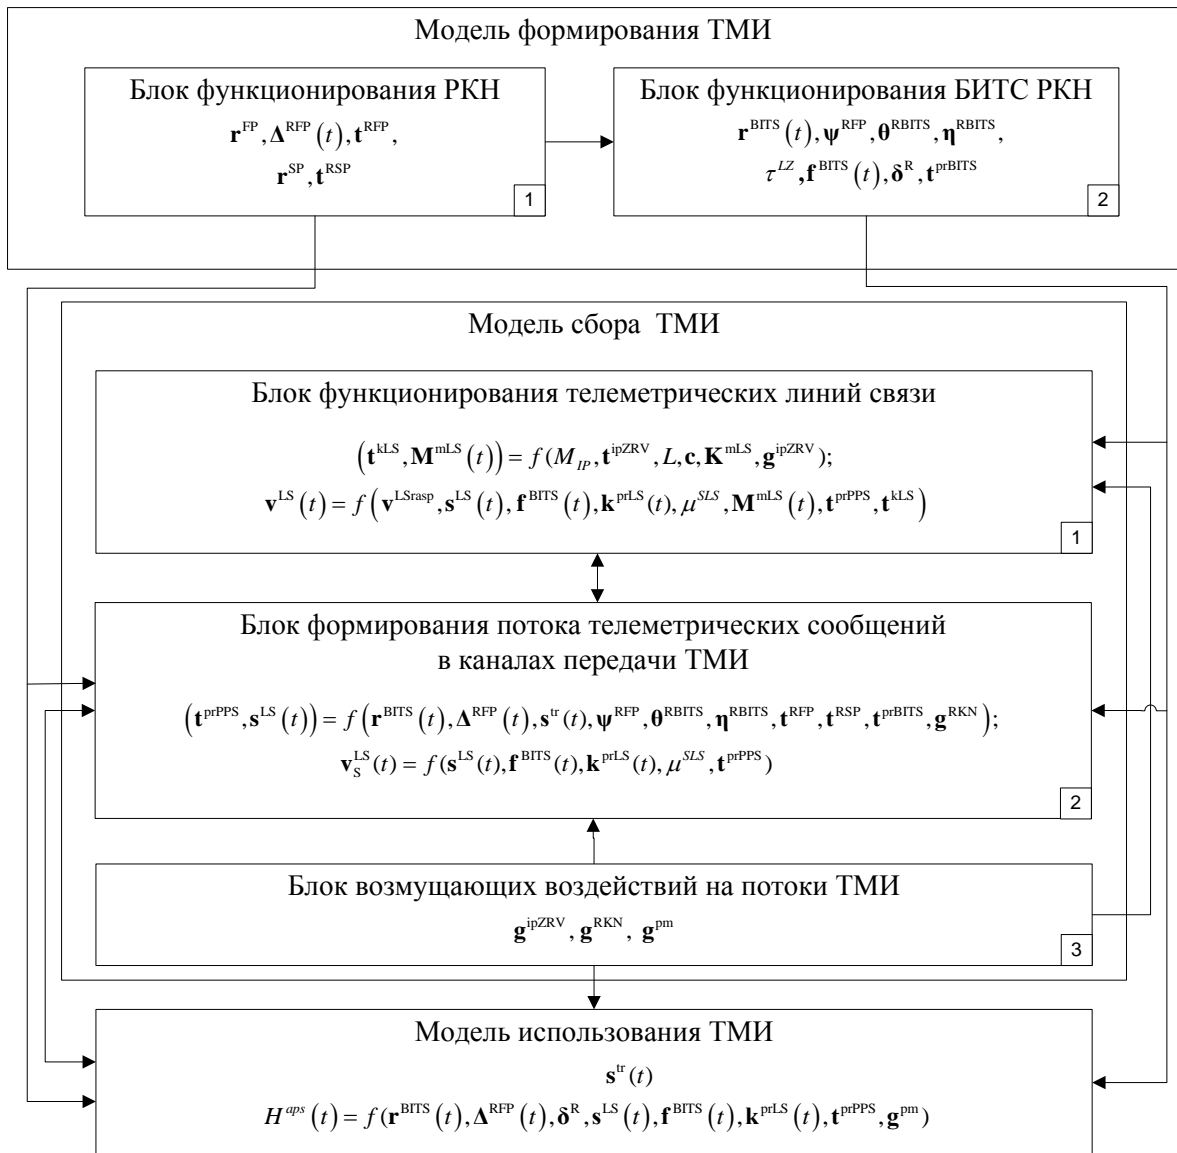 Модель формирования ТМИ
Блок функционирования РКН
r^FP, Δ^RFP(t), t^RFP,
r^SP, t^RSP
1
Блок функционирования БИТС РКН
r^BITS(t), ψ^RFP, θ^RBITS, η^RBITS,
τ^LZ, f^BITS(t), δ^R, t^prBITS
2
Модель сбора ТМИ
Блок функционирования телеметрических линий связи
(t^kLS, M^mLS(t)) = f(M_IP, t^ipZRV, L, c, K^mLS, g^ipZRV);
v^LS(t) = f(v^LSrasp, s^LS(t), f^BITS(t), k^prLS(t), μ^SLS, M^mLS(t), t^prPPS, t^kLS)
1
Блок формирования потока телеметрических сообщений
в каналах передачи ТМИ
(t^prPPS, s^LS(t)) = f(r^BITS(t), Δ^RFP(t), s^tr(t), ψ^RFP, θ^RBITS, η^RBITS, t^RFP, t^RSP, t^prBITS, g^RKN);
v_S^LS(t) = f(s^LS(t), f^BITS(t), k^prLS(t), μ^SLS, t^prPPS)
2
Блок возмущающих воздействий на потоки ТМИ
g^ipZRV, g^RKN, g^pm
3
Модель использования ТМИ
s^tr(t)
H^aps(t) = f(r^BITS(t), Δ^RFP(t), δ^R, s^LS(t), f^BITS(t), k^prLS(t), t^prPPS, g^pm)